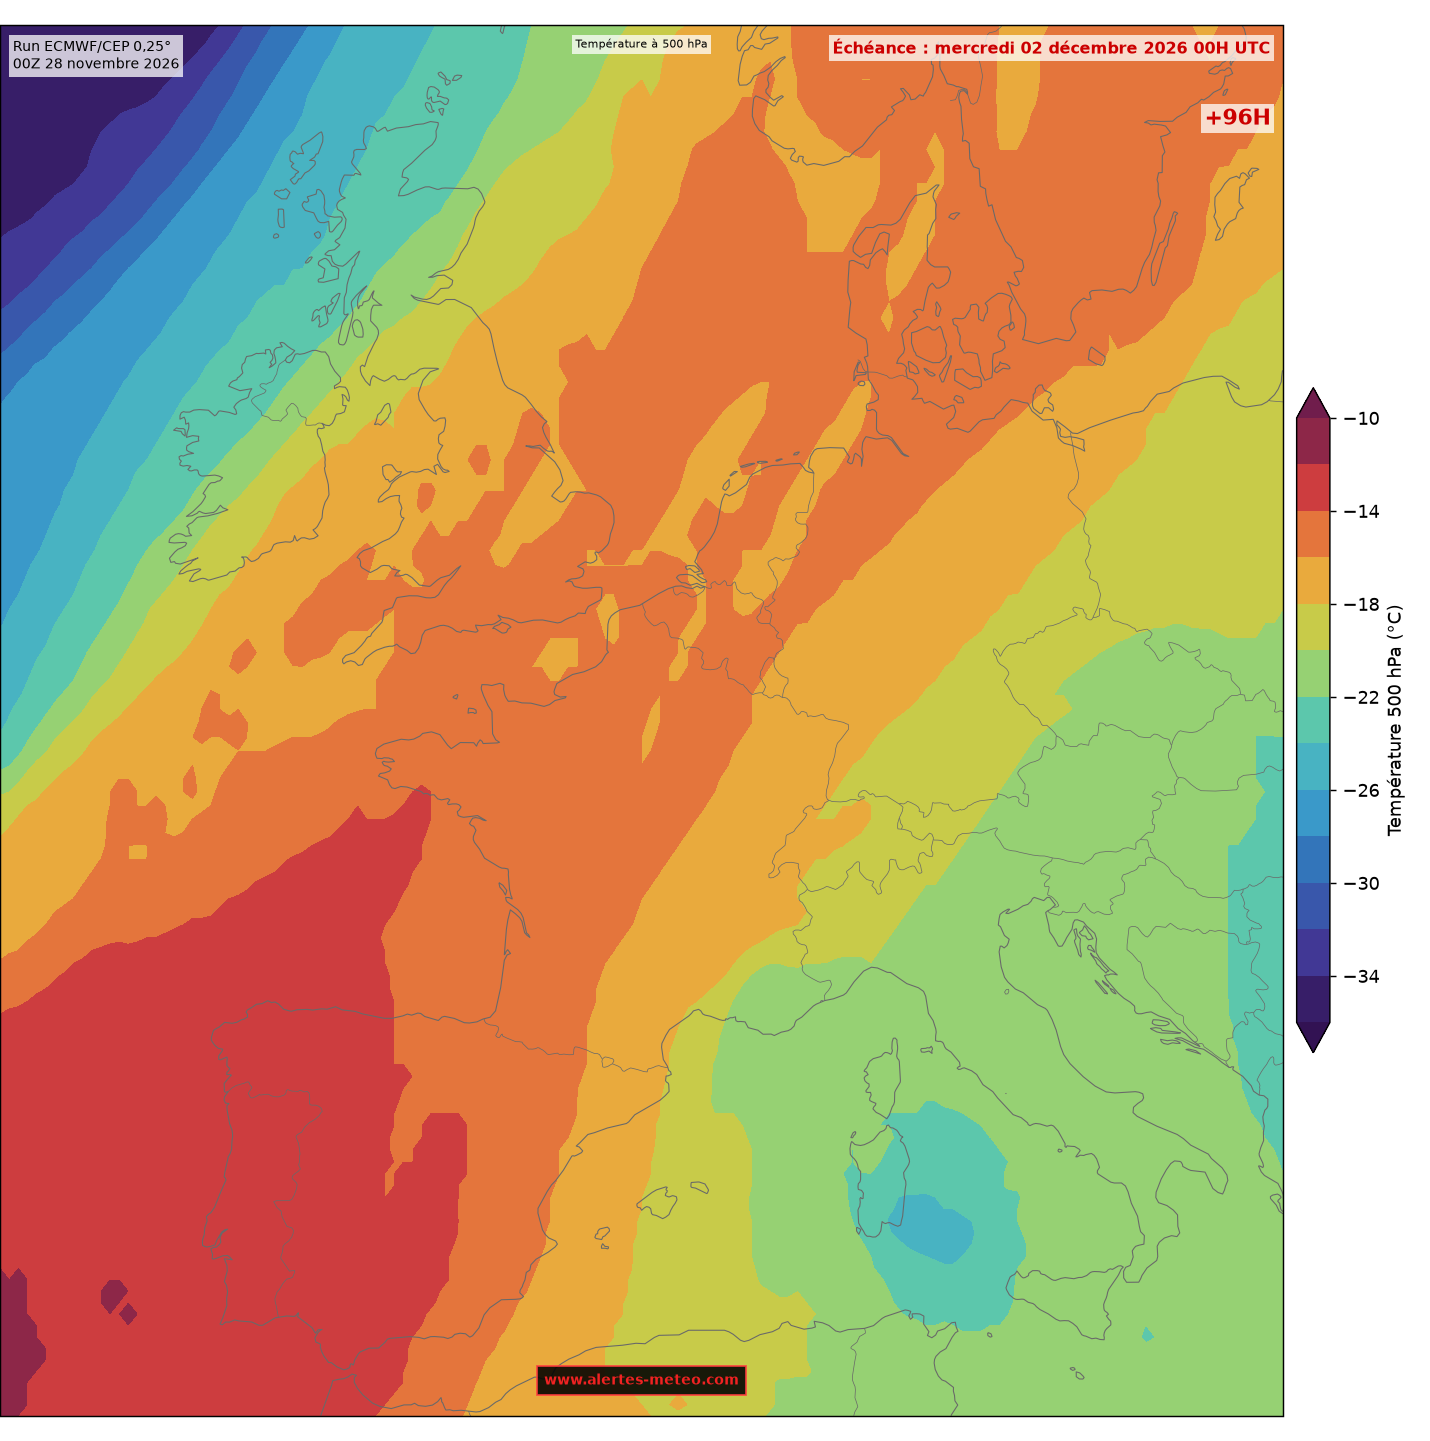 Run ECMWF/CEP 0,25°
00Z 28 novembre 2026
Température à 500 hPa
Échéance : mercredi 02 décembre 2026 00H UTC
+96H
−10
−14
−18
−22
−26
−30
−34
Température 500 hPa (°C)
www.alertes-meteo.com